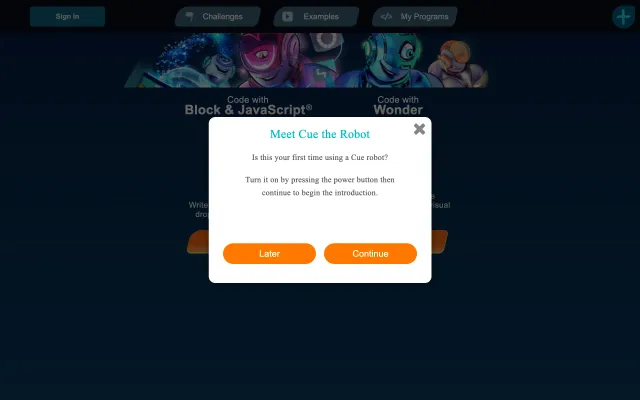 Sign in
Challenges
Examples
My Programs
Code with
Block & JavaScript®
Code with
Wonder
Meet Cue the Robot
Is this your first time using a Cue robot?
Turn it on by pressing the power button then
continue to begin the introduction.
Write
Later
Continue